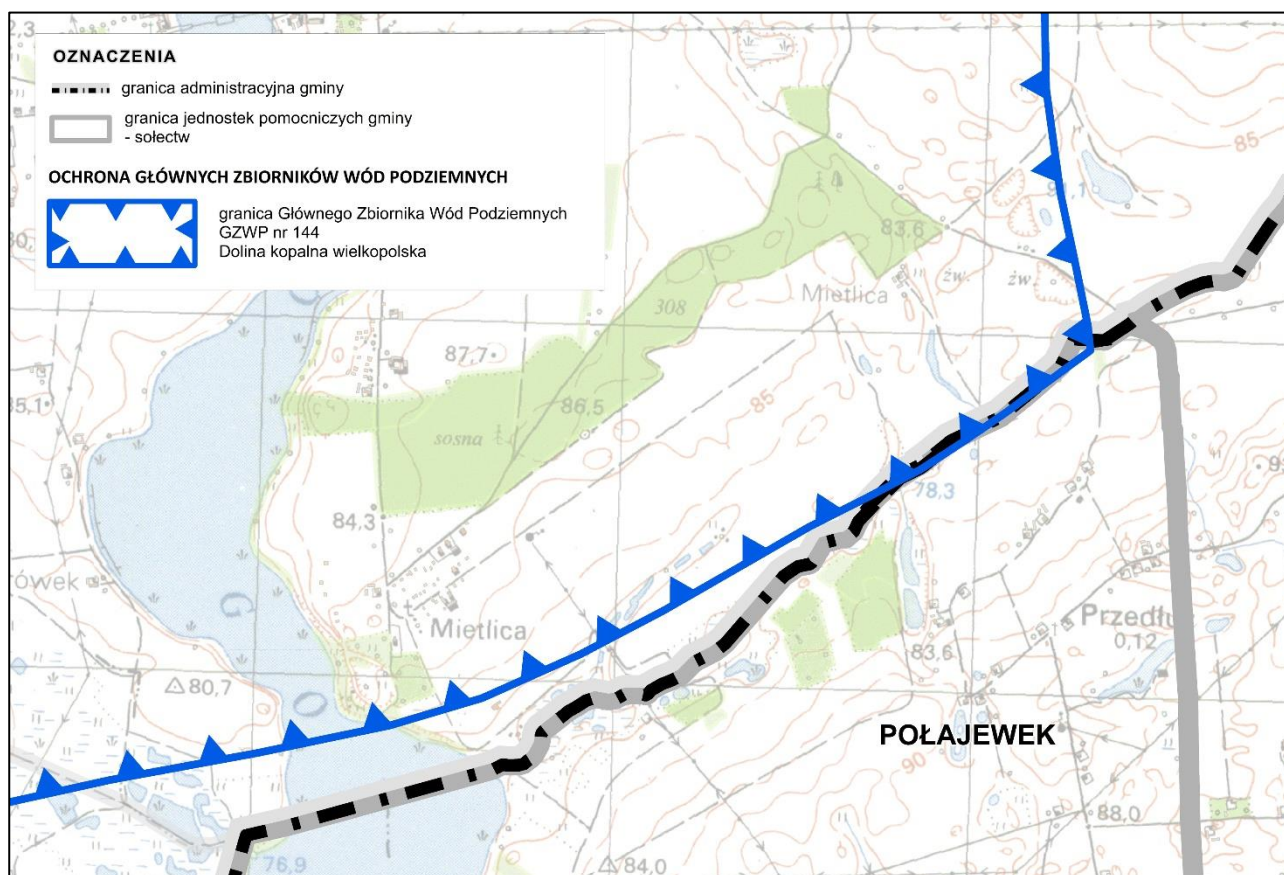 OZNACZENIA
granica administracyjna gminy
granica jednostek pomocniczych gminy
- sołectw
OCHRONA GŁÓWNYCH ZBIORNIKÓW WÓD PODZIEMNYCH
granica Głównego Zbiornika Wód Podziemnych
GZWP nr 144
Dolina kopalna wielkopolska
85
83,6
żw.
żw.
Mietlica
308
87,7
86,5
85
sosna
84,3
78,3
Mietlica
Przedłu
0,12
83,6
80,7
G
O
POŁAJEWEK
90
88,0
76,9
84,0